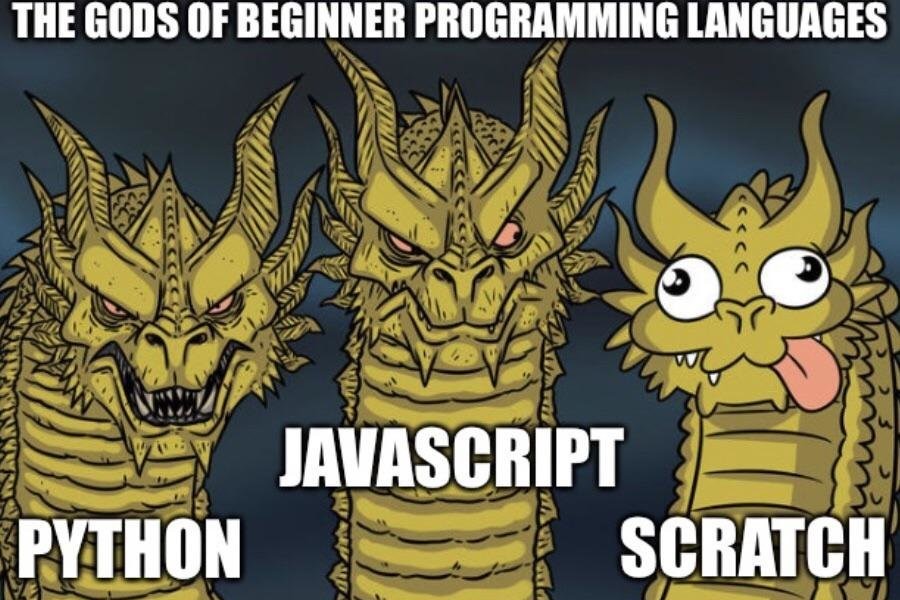 THE GODS OF BEGINNER PROGRAMMING LANGUAGES
JAVASCRIPT
PYTHON
SCRATCH